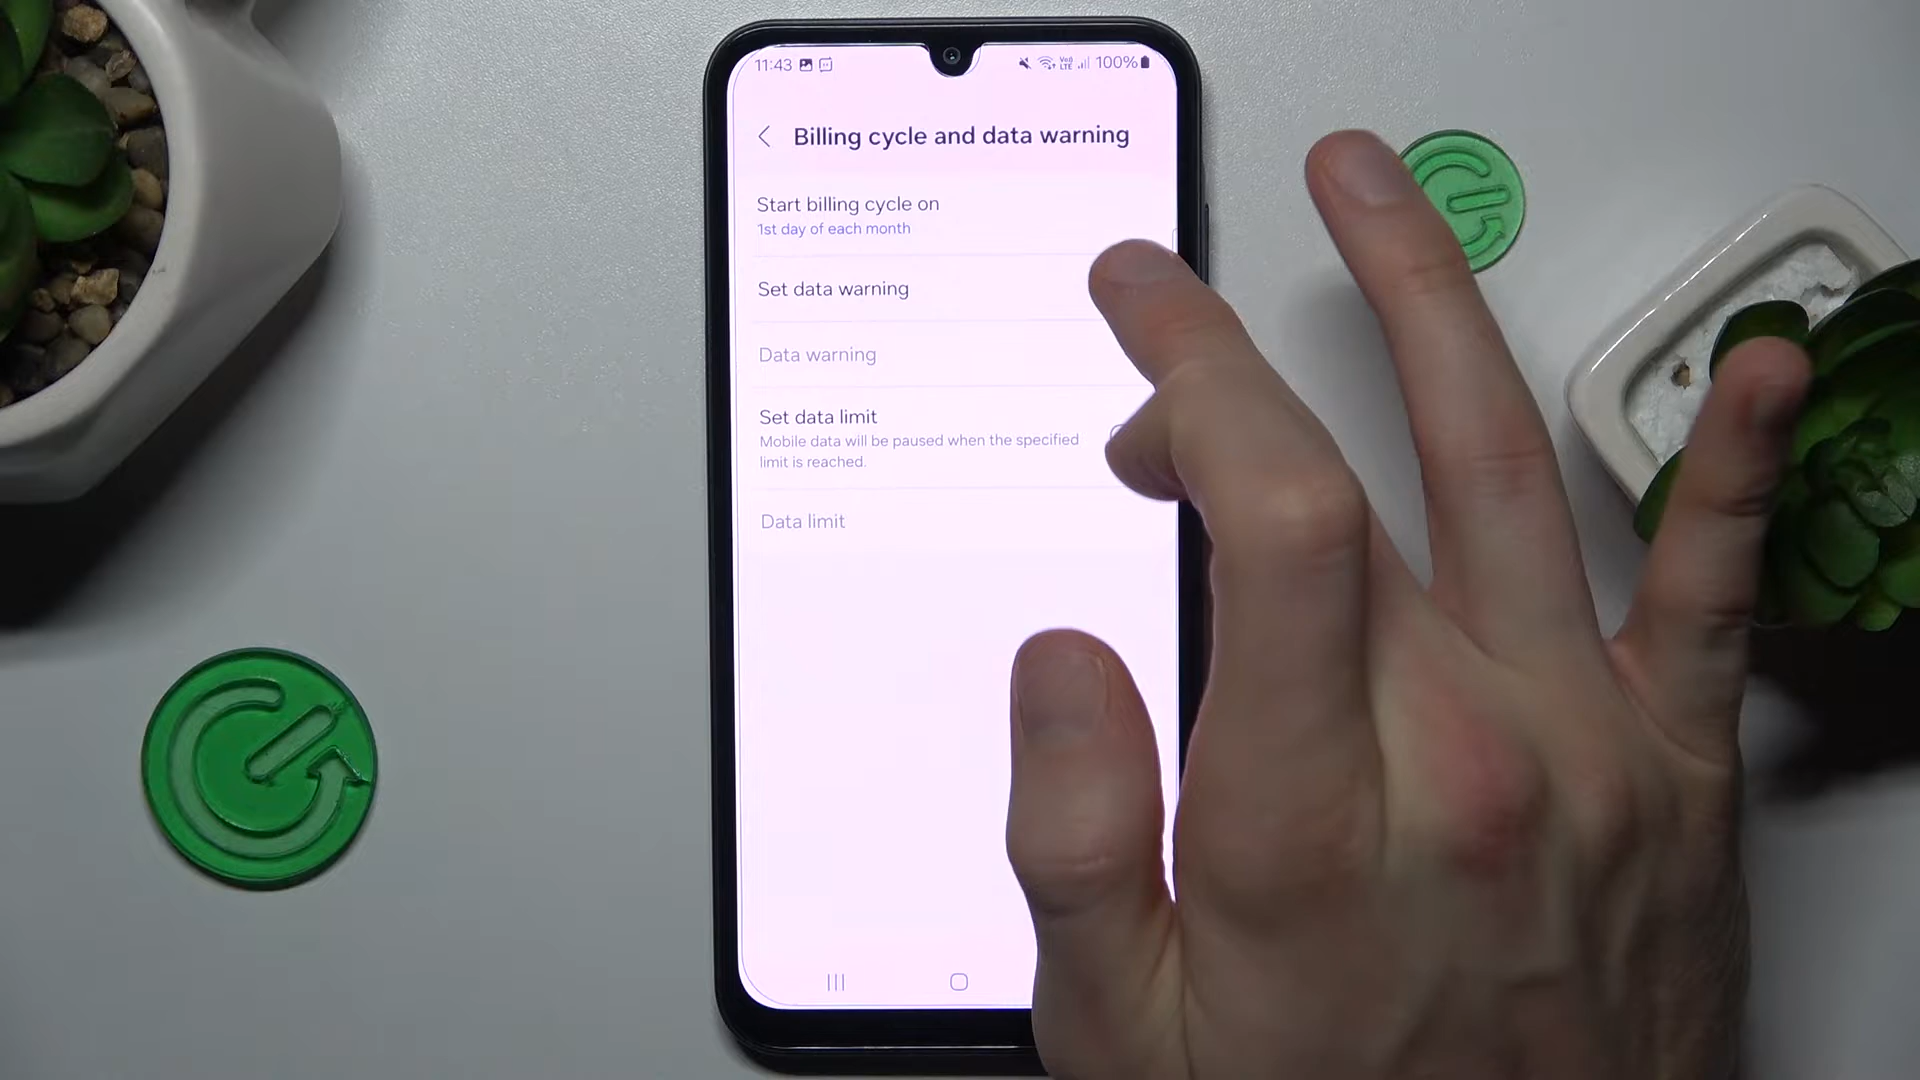 11:43 Vo) LTE 100%
Billing cycle and data warning
Start billing cycle on
1st day of each month
Set data warning
Data warning
Set data limit
Mobile data will be paused when the specified
limit is reached.
Data limit